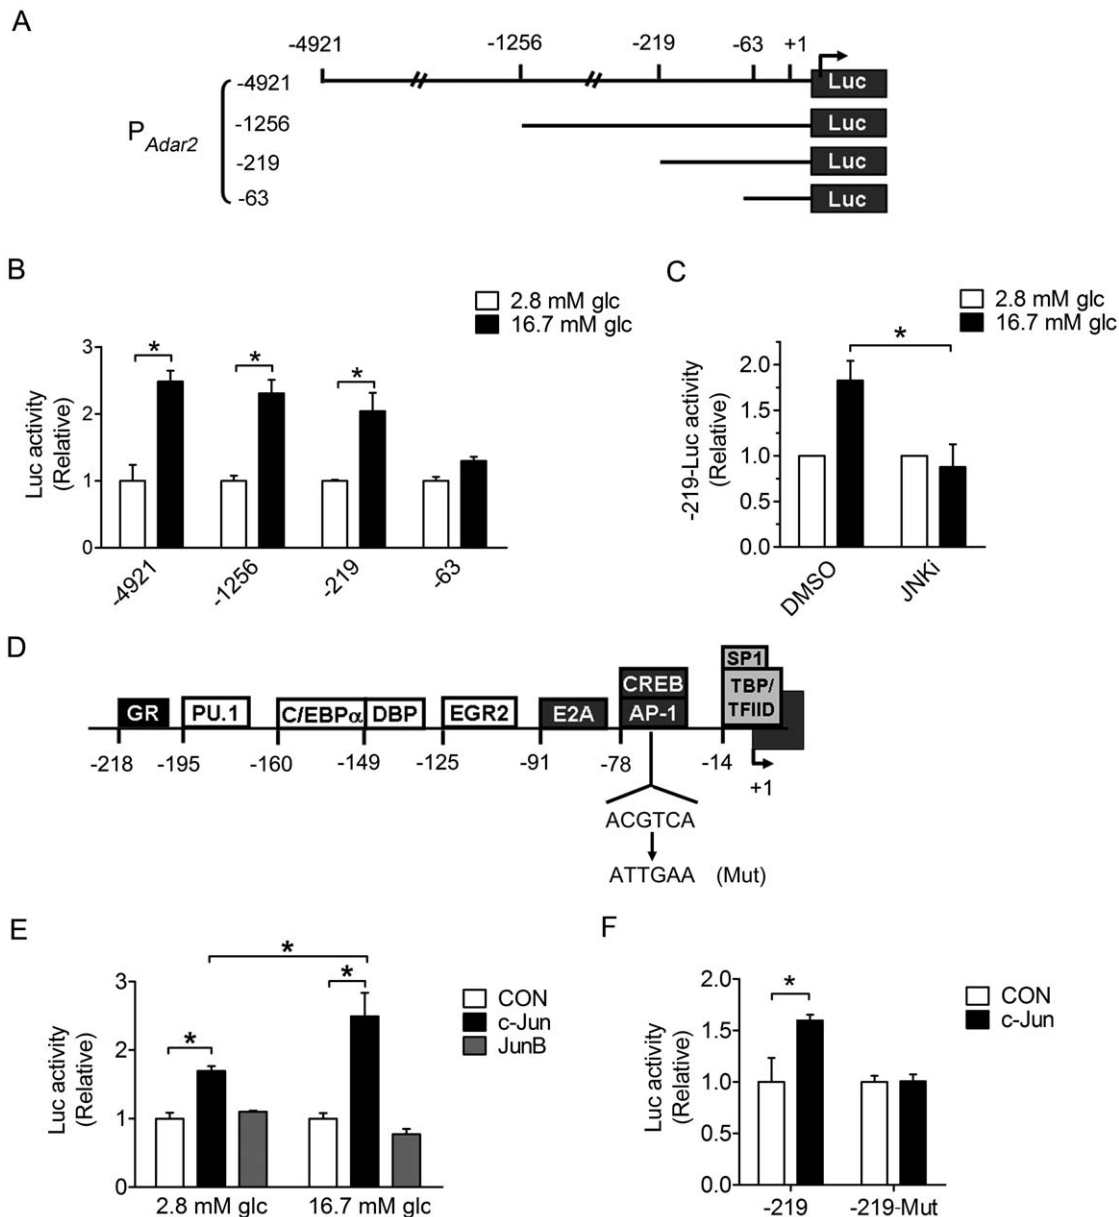 A
-4921 -1256 -219 -63 +1
P Adar2
-4921 Luc
-1256 Luc
-219 Luc
-63 Luc
B
2.8 mM glc
16.7 mM glc
Luc activity
(Relative)
3
2
1
0
* * *
-4921 -1256 -219 -63
C
2.8 mM glc
16.7 mM glc
-219-Luc activity
(Relative)
2.0
1.5
1.0
0.5
0.0
*
DMSO JNKi
D
GR PU.1 C/EBPα DBP EGR2 E2A CREB AP-1 SP1 TBP/ TFIID
-218 -195 -160 -149 -125 -91 -78 -14 +1
ACGTCA
ATTGAA (Mut)
E
CON
c-Jun
JunB
Luc activity
(Relative)
3
2
1
0
* * *
2.8 mM glc 16.7 mM glc
F
CON
c-Jun
Luc activity
(Relative)
2.0
1.5
1.0
0.5
0.0
*
-219 -219-Mut